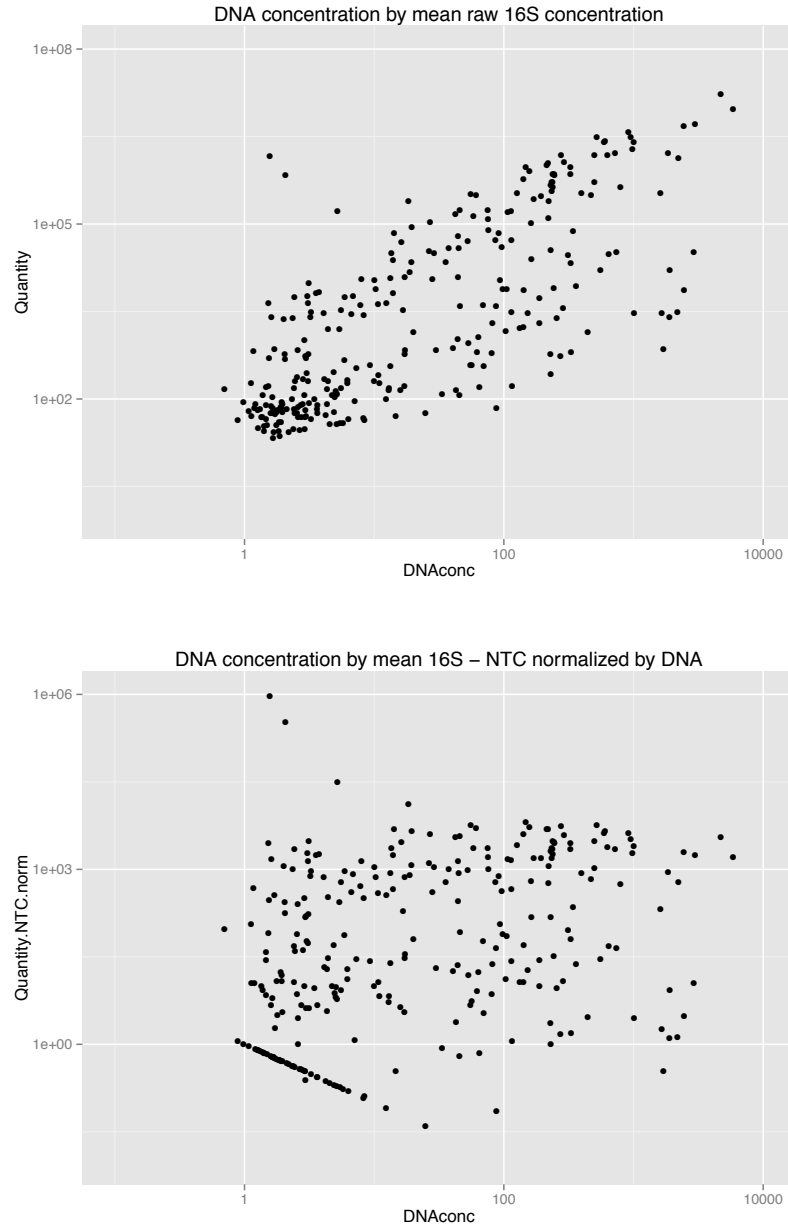 DNA concentration by mean raw 16S concentration
1e+08
1e+05
1e+02
Quantity
1
100
10000
DNAconc
DNA concentration by mean 16S − NTC normalized by DNA
1e+06
1e+03
1e+00
Quantity.NTC.norm
1
100
10000
DNAconc